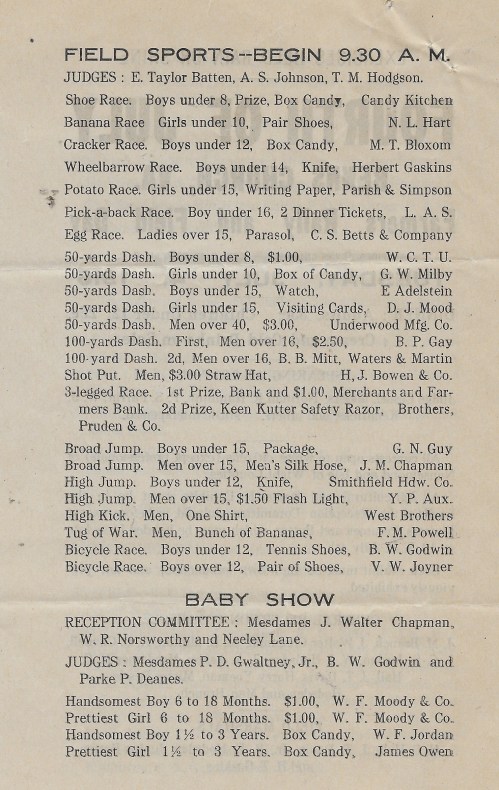 FIELD SPORTS--BEGIN 9.30 A. M.
JUDGES : E. Taylor Batten, A. S. Johnson, T. M. Hodgson.
Shoe Race. Boys under 8, Prize, Box Candy, Candy Kitchen
Banana Race Girls under 10, Pair Shoes, N. L. Hart
Cracker Race. Boys under 12, Box Candy, M. T. Bloxom
Wheelbarrow Race. Boys under 14, Knife, Herbert Gaskins
Potato Race. Girls under 15, Writing Paper, Parish & Simpson
Pick-a-back Race. Boy under 16, 2 Dinner Tickets, L. A. S.
Egg Race. Ladies over 15, Parasol, C. S. Betts & Company
50-yards Dash. Boys under 8, $1.00, W. C. T. U.
50-yards Dash. Girls under 10, Box of Candy, G. W. Milby
50-yards Dash. Boys under 15, Watch, E Adelstein
50-yards Dash. Girls under 15, Visiting Cards, D. J. Mood
50-yards Dash. Men over 40, $3.00, Underwood Mfg. Co.
100-yards Dash. First, Men over 16, $2.50, B. P. Gay
100-yard Dash. 2d, Men over 16, B. B. Mitt, Waters & Martin
Shot Put. Men, $3.00 Straw Hat, H, J. Bowen & Co.
3-legged Race. 1st Prize, Bank and $1.00, Merchants and Far-
mers Bank. 2d Prize, Keen Kutter Safety Razor, Brothers,
Pruden & Co.
Broad Jump. Boys under 15, Package, G. N. Guy
Broad Jump. Men over 15, Men's Silk Hose, J. M. Chapman
High Jump. Boys under 12, Knife, Smithfield Hdw. Co.
High Jump. Men over 15, $1.50 Flash Light, Y. P. Aux.
High Kick. Men, One Shirt, West Brothers
Tug of War. Men, Bunch of Bananas, F. M. Powell
Bicycle Race. Boys under 12, Tennis Shoes, B. W. Godwin
Bicycle Race. Boys over 12, Pair of Shoes, V. W. Joyner
BABY SHOW
RECEPTION COMMITTEE : Mesdames J. Walter Chapman,
W. R. Norsworthy and Neeley Lane.
JUDGES : Mesdames P. D. Gwaltney, Jr., B. W. Godwin and
Parke P. Deanes.
Handsomest Boy 6 to 18 Months. $1.00, W. F. Moody & Co.
Prettiest Girl 6 to 18 Months. $1.00, W. F. Moody & Co.
Handsomest Boy 1½ to 3 Years. Box Candy, W. F. Jordan
Prettiest Girl 1½ to 3 Years. Box Candy, James Owen